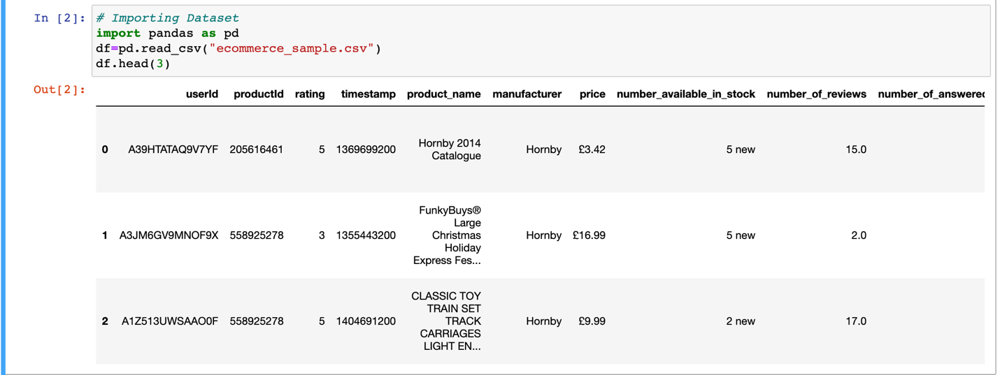 In [2]: # Importing Dataset
import pandas as pd
df=pd.read_csv("ecommerce_sample.csv")
df.head(3)
Out[2]:
userId productId rating timestamp product_name manufacturer price number_available_in_stock number_of_reviews number_of_answered
0 A39HTATAQ9V7YF 205616461 5 1369699200 Hornby 2014 Catalogue Hornby £3.42 5 new 15.0
1 A3JM6GV9MNOF9X 558925278 3 1355443200 FunkyBuys® Large Christmas Holiday Express Fes... Hornby £16.99 5 new 2.0
2 A1Z513UWSAAO0F 558925278 5 1404691200 CLASSIC TOY TRAIN SET TRACK CARRIAGES LIGHT EN... Hornby £9.99 2 new 17.0